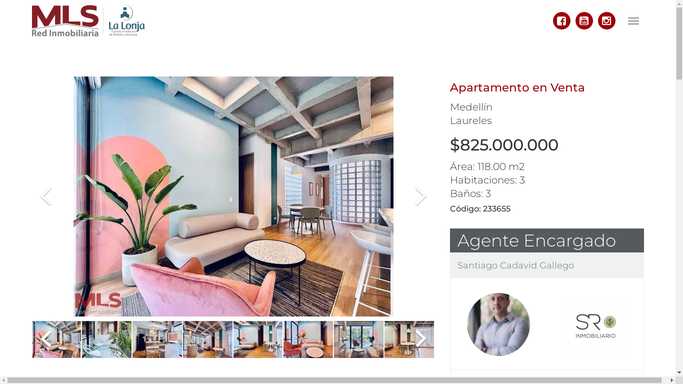 MLS
Red Inmobiliaria
La Lonja
Apartamento en Venta
Medellín
Laureles
$825.000.000
Área: 118.00 m2
Habitaciones: 3
Baños: 3
Código: 233655
Agente Encargado
Santiago Cadavid Gallego
SR
INMOBILIARIO
MLS